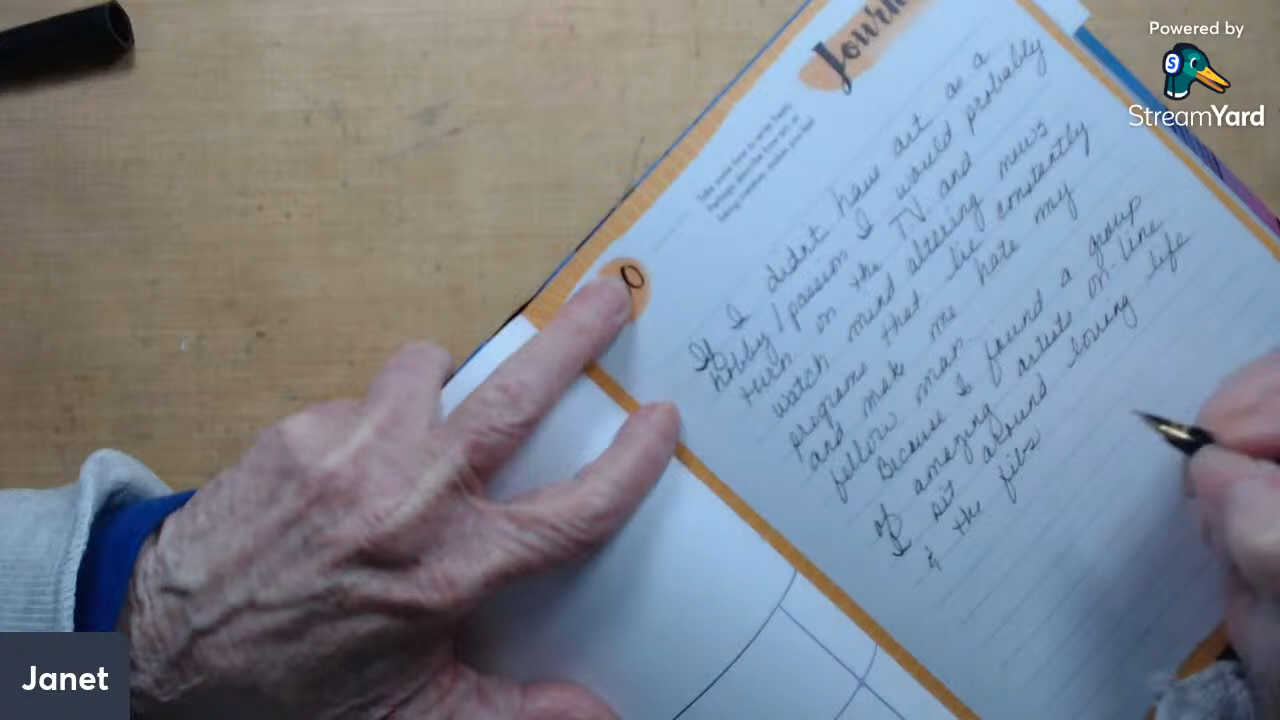 Journ
If I didn't have art as a
hobby / passion I would probably
turn on the TV and
watch mind altering news
programs that lie constantly
and make me hate my
fellow man.
Because I found a group
of amazing artists on-line
I sit around loving life
& the fibs
Powered by
StreamYard
Janet